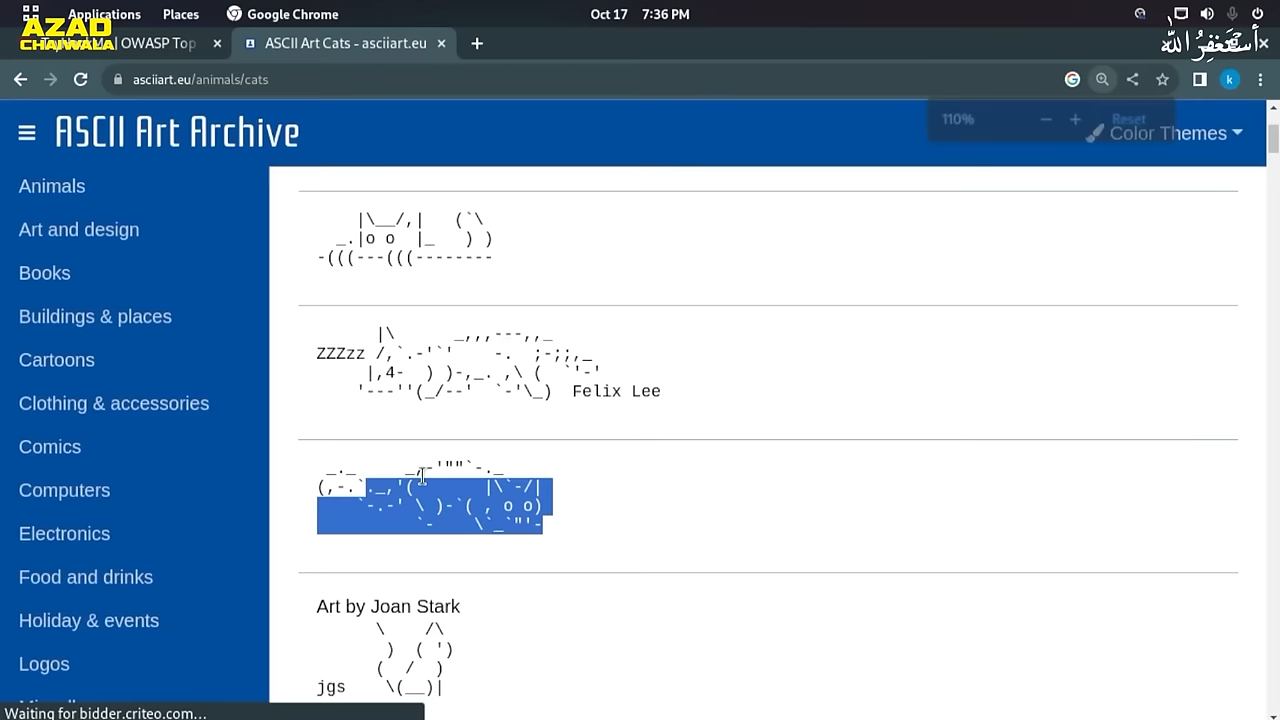 Applications Places Google Chrome Oct 17 7:36 PM
AZAD
CHAIWALA
| OWASP Top ASCII Art Cats - asciiart.eu
أستغفر الله
asciiart.eu/animals/cats k
110% Reset
ASCII Art Archive
Color Themes
Animals
Art and design
Books
Buildings & places
Cartoons
Clothing & accessories
Comics
Computers
Electronics
Food and drinks
Holiday & events
Logos
    |\__/,|   (`\
  _.|o o  |_   ) )
-(((---(((--------
      |\      _,,,---,,_
ZZZzz /,`.-'`'    -.  ;-;;,_
     |,4-  ) )-,_. ,\ (  `'-'
    '---''(_/--'  `-'\_)  Felix Lee
 _._     _,-'""`-._
(,-.`._,'(       |\`-/|
    `-.-' \ )-`( , o o)
          `-    \`_`"'-
Art by Joan Stark
      \    /\
       )  ( ')
      (  /  )
jgs    \(__)|
Waiting for bidder.criteo.com...